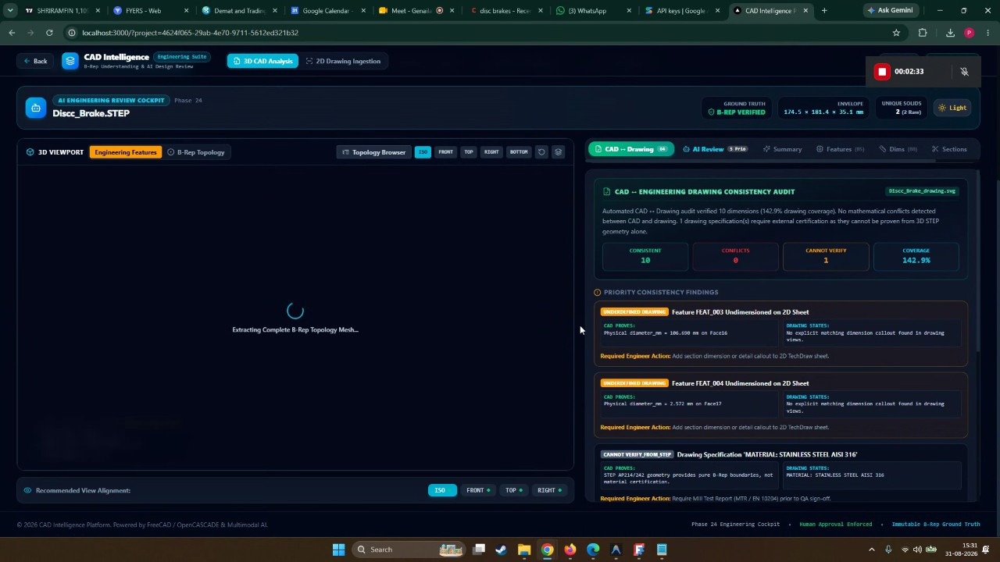 SHRIRAMFIN 1,109
FYERS - Web
Demat and Trading
Google Calendar -
Meet - Genaila
disc brakes - Rece
(3) WhatsApp
API keys | Google A
CAD Intelligence P
Ask Gemini
localhost:3000/?project=4624f065-29ab-4e70-9711-5612ed321b32
Back
CAD Intelligence
Engineering Suite
B-Rep Understanding & AI Design Review
3D CAD Analysis
2D Drawing Ingestion
00:02:33
AI ENGINEERING REVIEW COCKPIT
Phase 24
Discc_Brake.STEP
GROUND TRUTH
B-REP VERIFIED
ENVELOPE
174.5 × 181.4 × 35.1 mm
UNIQUE SOLIDS
2 (2 Raw)
Light
3D VIEWPORT
Engineering Features
B-Rep Topology
Topology Browser
ISO
FRONT
TOP
RIGHT
BOTTOM
CAD ↔ Drawing 64
AI Review 5 Prio
Summary
Features (85)
Sections
CAD ↔ ENGINEERING DRAWING CONSISTENCY AUDIT
Discc_Brake_drawing.svg
Automated CAD ↔ Drawing audit verified 10 dimensions (142.9% drawing coverage). No mathematical conflicts detected
between CAD and drawing. 1 drawing specification(s) require external certification as they cannot be proven from 3D STEP
geometry alone.
CONSISTENT
10
CONFLICTS
0
CANNOT VERIFY
1
COVERAGE
142.9%
PRIORITY CONSISTENCY FINDINGS
UNDERDEFINED DRAWING Feature FEAT_003 Undimensioned on 2D Sheet
CAD PROVES:
Physical diameter_mm = 106.690 mm on Face16
DRAWING STATES:
No explicit matching dimension callout found in drawing
views.
Required Engineer Action: Add section dimension or detail callout to 2D TechDraw sheet.
UNDERDEFINED DRAWING Feature FEAT_004 Undimensioned on 2D Sheet
CAD PROVES:
Physical diameter_mm = 2.572 mm on Face17
DRAWING STATES:
No explicit matching dimension callout found in drawing
views.
Required Engineer Action: Add section dimension or detail callout to 2D TechDraw sheet.
CANNOT VERIFY_FROM_STEP Drawing Specification 'MATERIAL: STAINLESS STEEL AISI 316'
CAD PROVES:
STEP AP214/242 geometry provides pure B-Rep boundaries, not
material certification.
DRAWING STATES:
MATERIAL: STAINLESS STEEL AISI 316
Required Engineer Action: Require Mill Test Report (MTR / EN 10204) prior to QA sign-off.
Extracting Complete B-Rep Topology Mesh...
Recommended View Alignment:
ISO
FRONT
TOP
RIGHT
© 2026 CAD Intelligence Platform. Powered by FreeCAD / OpenCASCADE & Multimodal AI.
Phase 24 Engineering Cockpit • Human Approval Enforced • Immutable B-Rep Ground Truth
Search
15:31
31-08-2026